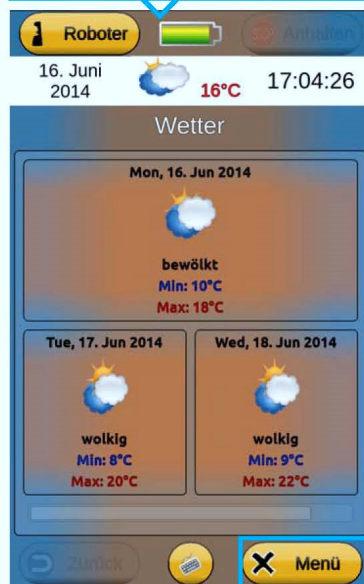 Roboter
Anhalten
16. Juni
2014
16°C
17:04:26
Wetter
Mon, 16. Jun 2014
bewölkt
Min: 10°C
Max: 18°C
Tue, 17. Jun 2014
Wed, 18. Jun 2014
wolkig
wolkig
Min: 8°C
Min: 9°C
Max: 20°C
Max: 22°C
Zurück
Menü